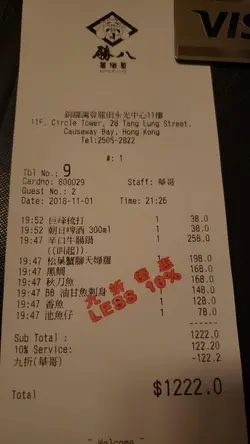 VIS
勝八
銅鑼灣登龍街永光中心11樓
11F, Circle Tower, 28 Tang Lung Street,
Causeway Bay, Hong Kong
Tel:2505-2822
#: 1
Tbl No.: 9
Cardno: 800029 Staff: 華哥
Guest No.: 2
Date: 2018-11-01 Time: 21:26
19:52 巨峰梳打 1 38.0
19:52 朝日啤酒 300ml 1 38.0
19:47 辛口牛腸鍋 1 258.0
((叫起))
19:47 松葉蟹腳天婦羅 1 198.0
19:47 黑鯛 168.0
19:47 秋刀魚 168.0
19:47 BB 油甘魚刺身 1 148.0
19:47 香魚 1 128.0
19:47 池魚仔 1 78.0
九折優惠
LESS 10%
Sub Total : 1222.0
10% Service: 122.20
九折(華哥) -122.2
Total $1222.0
~ Welcome ~